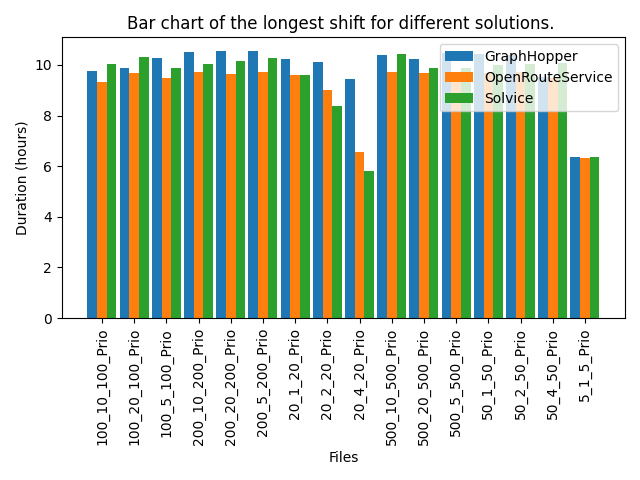 Bar chart of the longest shift for different solutions.
GraphHopper
OpenRouteService
Solvice
Duration (hours)
10
8
6
4
2
0
100_10_100_Prio
100_20_100_Prio
100_5_100_Prio
200_10_200_Prio
200_20_200_Prio
200_5_200_Prio
20_1_20_Prio
20_2_20_Prio
20_4_20_Prio
500_10_500_Prio
500_20_500_Prio
500_5_500_Prio
50_1_50_Prio
50_2_50_Prio
50_4_50_Prio
5_1_5_Prio
Files